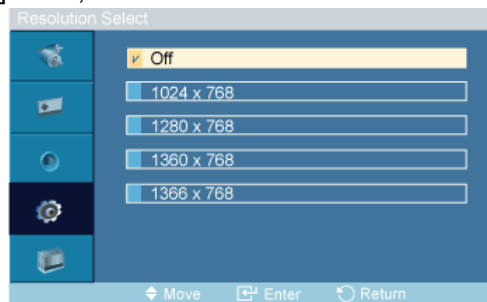 Resolution Select
Off
1024 x 768
1280 x 768
1360 x 768
1366 x 768
Move Enter Return